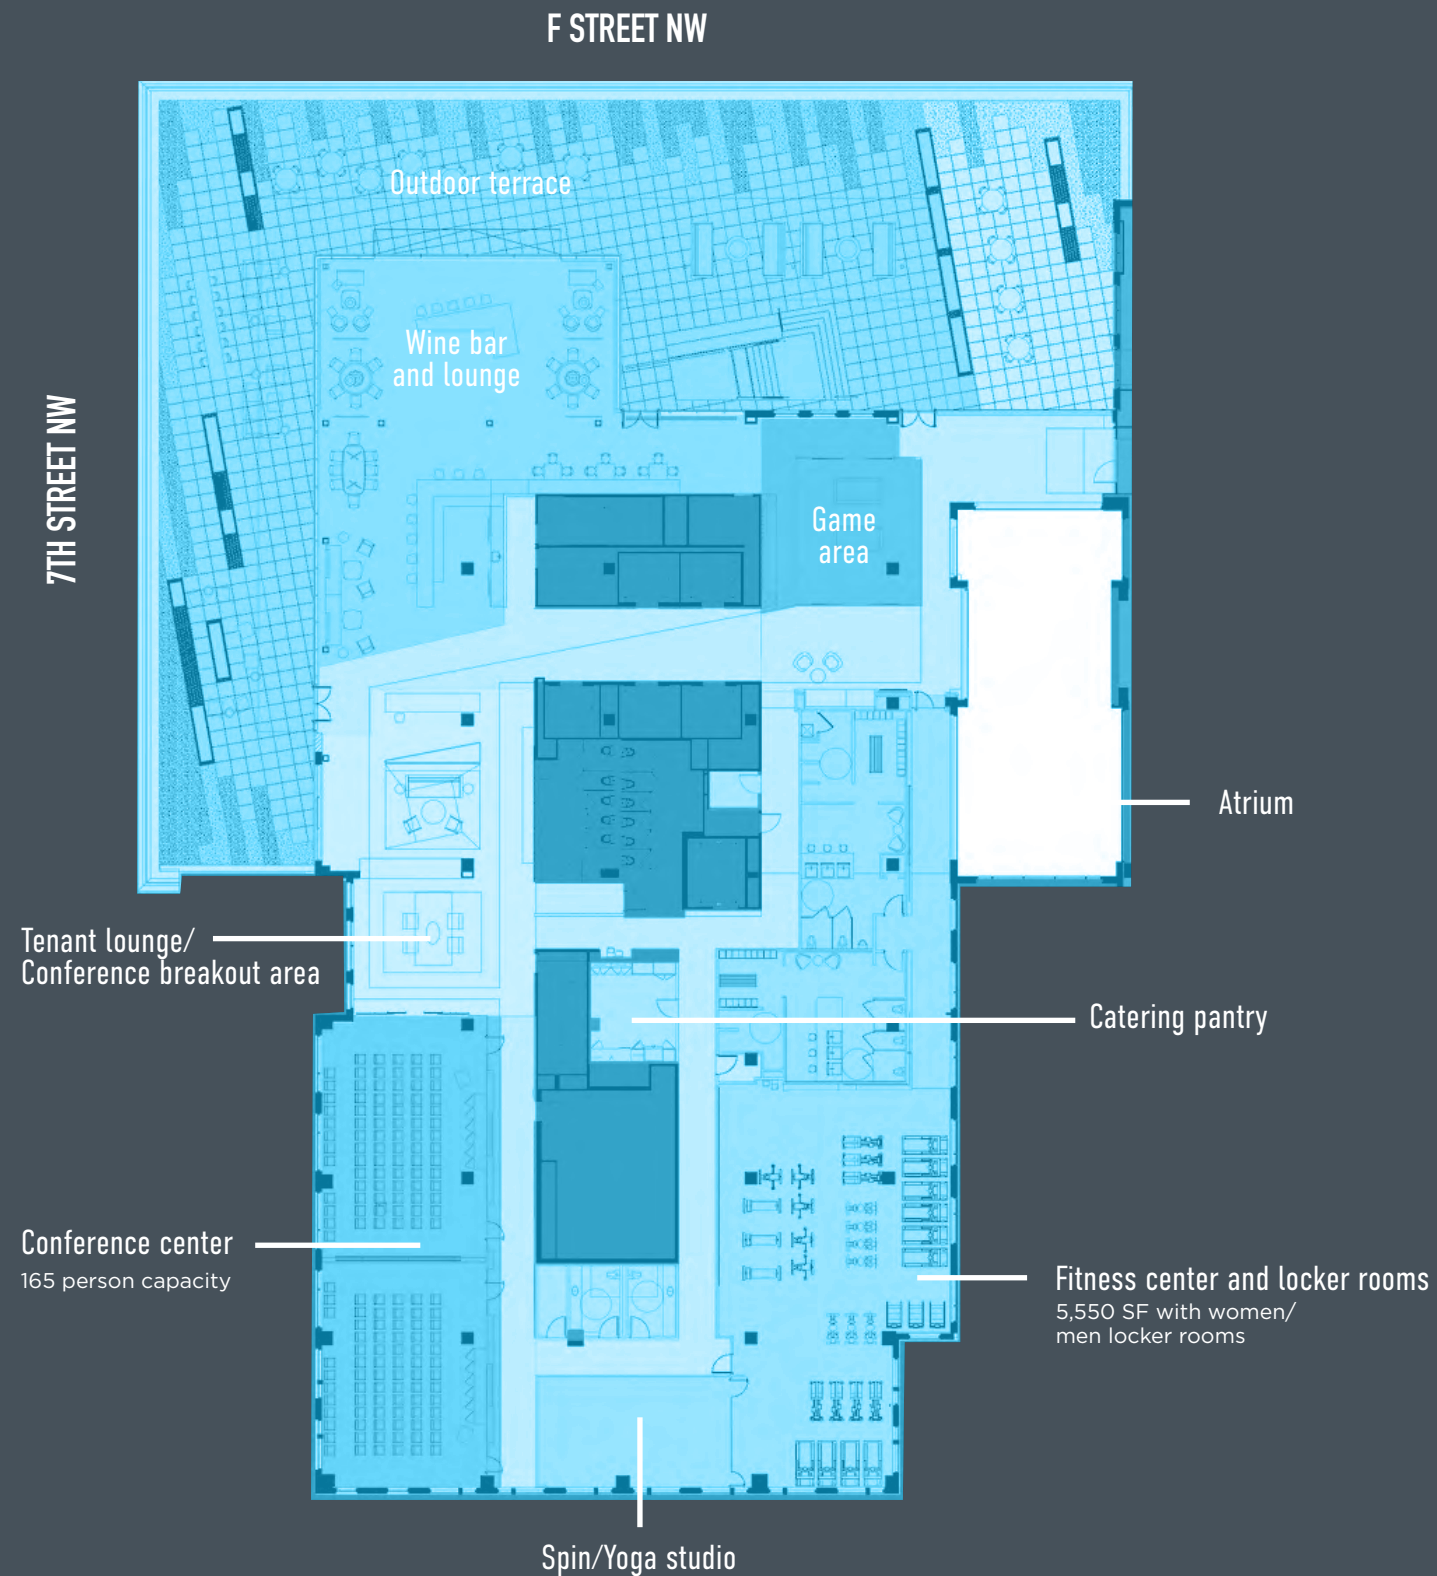 F STREET NW
Outdoor terrace
Wine bar
and lounge
7TH STREET NW
Game
area
Atrium
Tenant lounge/
Conference breakout area
Catering pantry
Conference center
165 person capacity
Fitness center and locker rooms
5,550 SF with women/
men locker rooms
Spin/Yoga studio